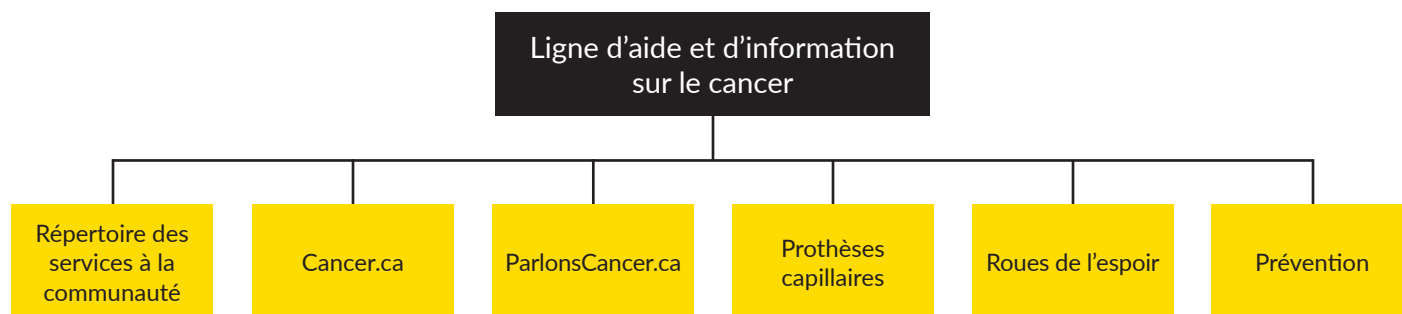 Ligne d’aide et d’information
sur le cancer
Répertoire des
services à la
communauté
Cancer.ca
ParlonsCancer.ca
Prothèses
capillaires
Roues de l’espoir
Prévention